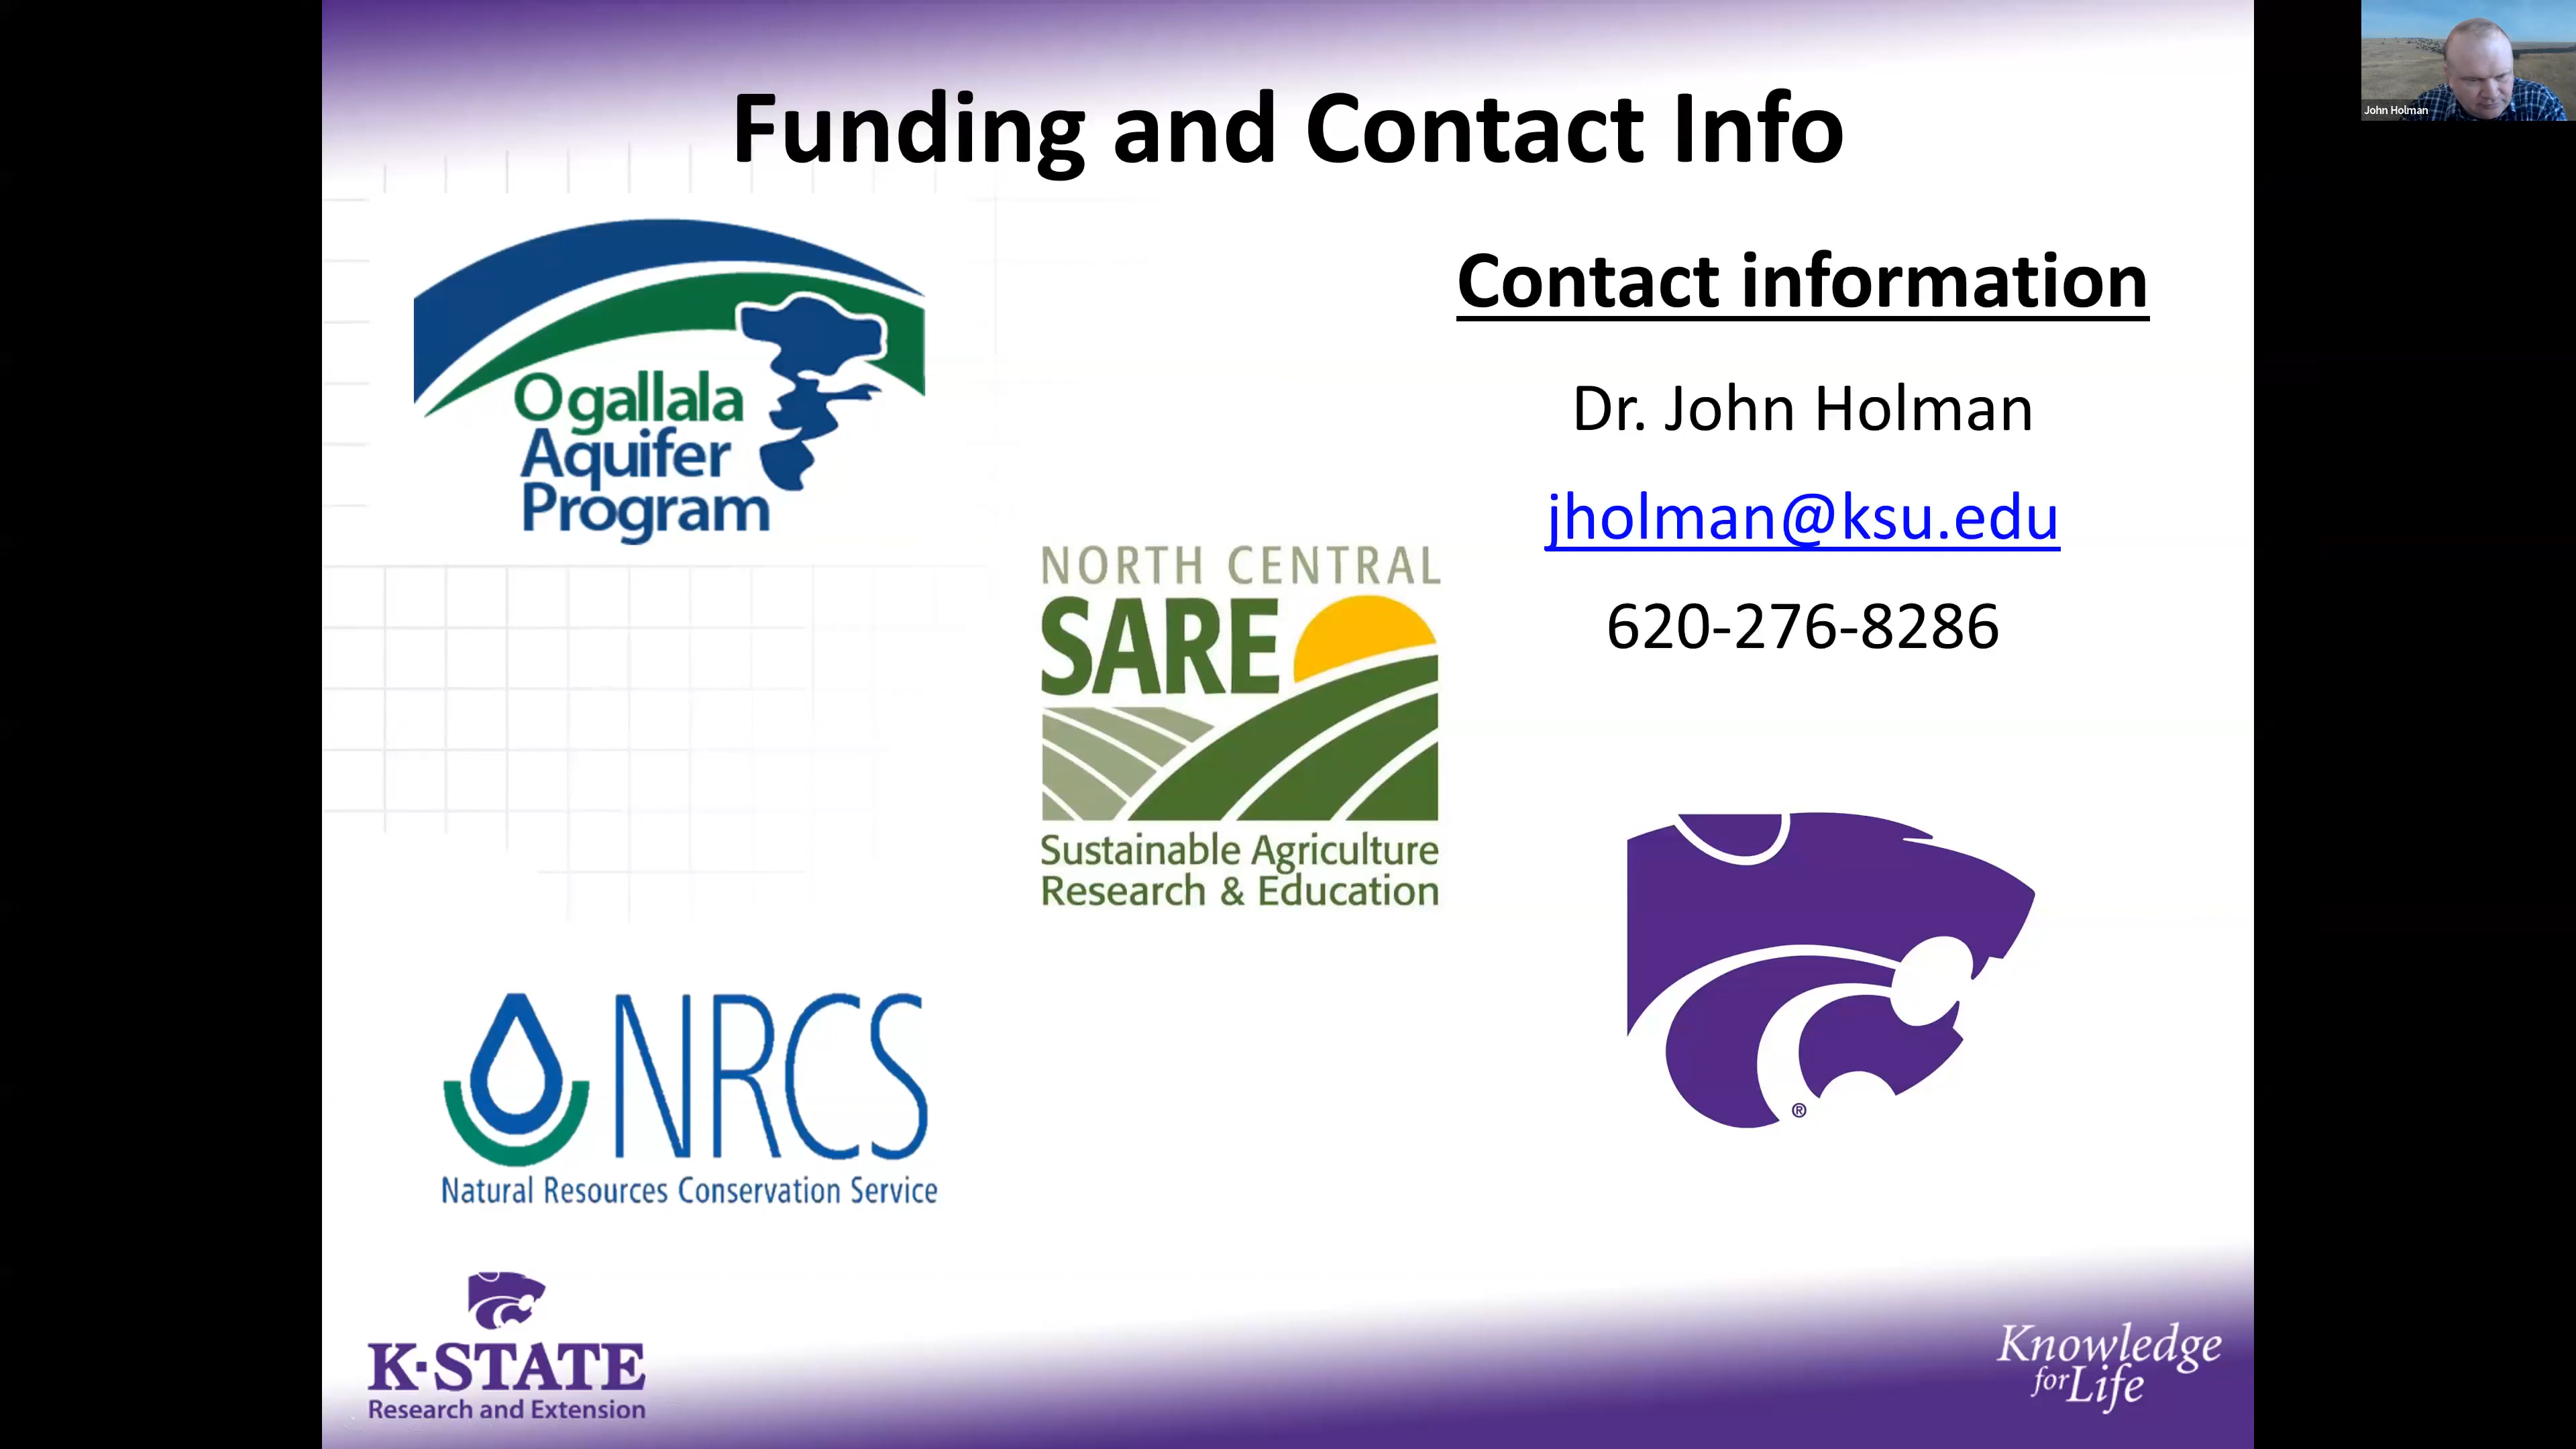 Funding and Contact Info
John Holman
Ogallala
Aquifer
Program
Contact information
Dr. John Holman
jholman@ksu.edu
620-276-8286
NORTH CENTRAL
SARE
Sustainable Agriculture
Research & Education
®
NRCS
Natural Resources Conservation Service
K·STATE
Research and Extension
Knowledge
for Life